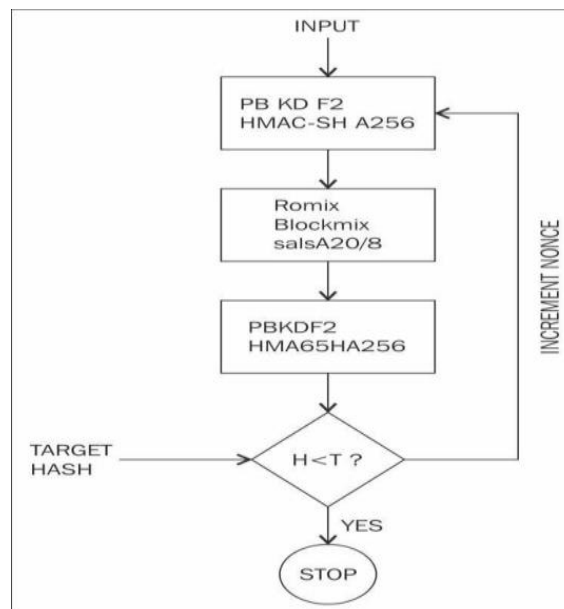 INPUT
PB KD F2
HMAC-SH A256
Romix
Blockmix
salsA20/8
PBKDF2
HMA65HA256
INCREMENT NONCE
TARGET
HASH
H<T ?
YES
STOP